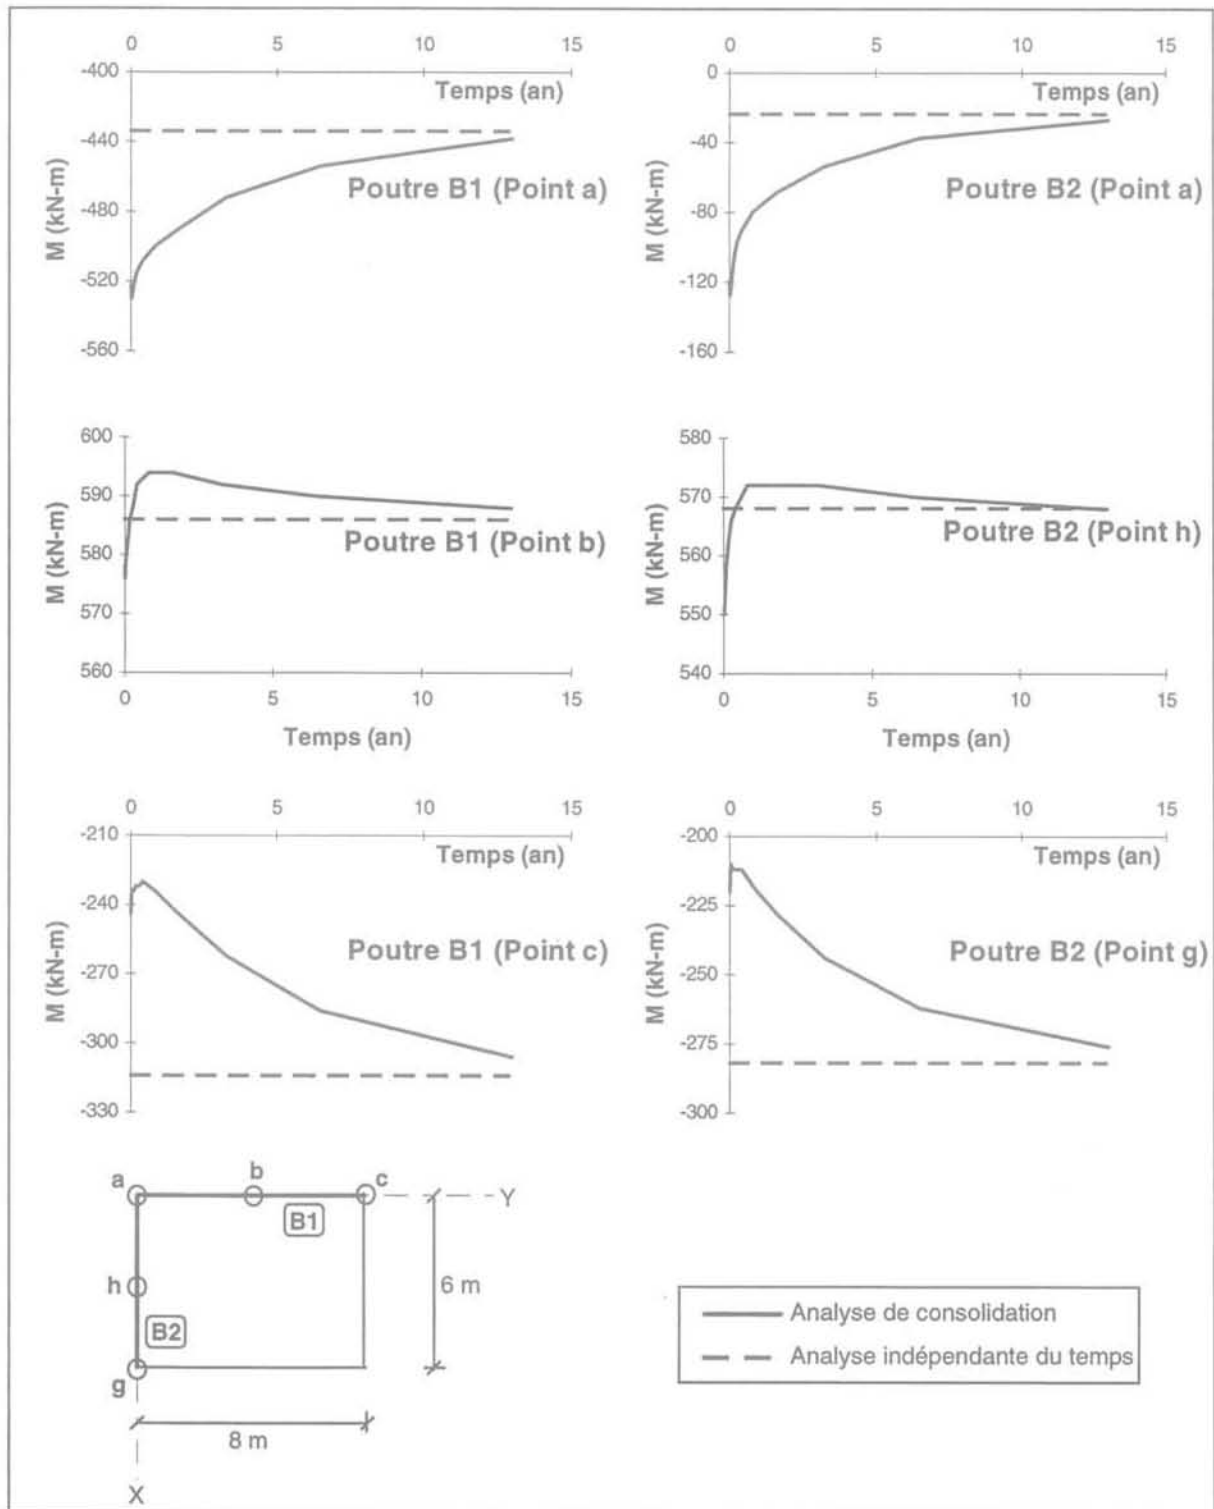 0 5 10 15
-400
Temps (an)
-440
-480
-520
-560
M (kN-m)
Poutre B1 (Point a)
0 5 10 15
0
Temps (an)
-40
-80
-120
-160
M (kN-m)
Poutre B2 (Point a)
600
590
580
570
560
M (kN-m)
Poutre B1 (Point b)
0 5 10 15
Temps (an)
580
570
560
550
540
M (kN-m)
Poutre B2 (Point h)
0 5 10 15
Temps (an)
0 5 10 15
-210
Temps (an)
-240
-270
-300
-330
M (kN-m)
Poutre B1 (Point c)
0 5 10 15
-200
Temps (an)
-225
-250
-275
-300
M (kN-m)
Poutre B2 (Point g)
a b c
Y
B1
h
6 m
B2
g
8 m
X
Analyse de consolidation
Analyse indépendante du temps